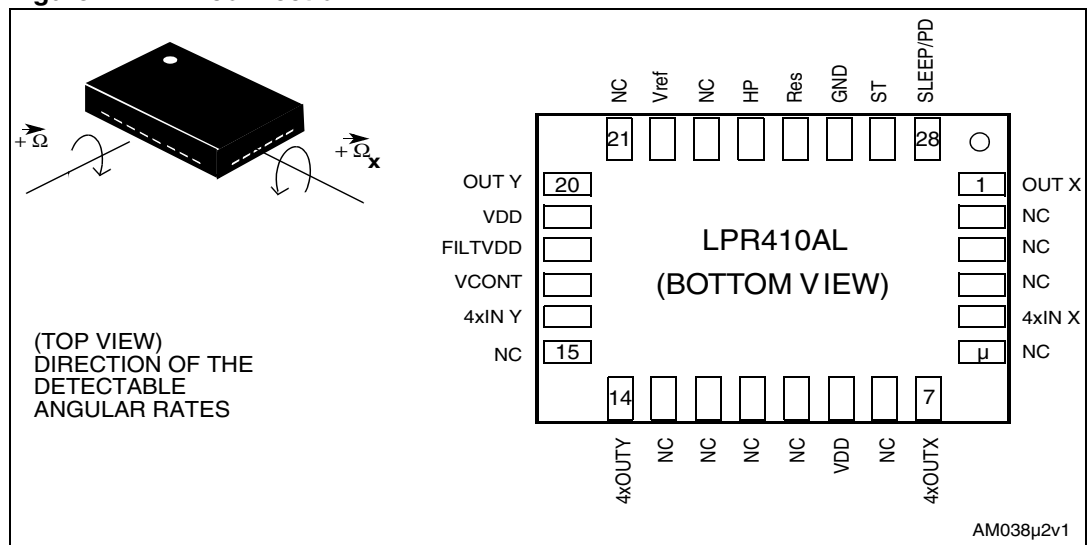 + Ω
+ Ωx
(TOP VIEW)
DIRECTION OF THE
DETECTABLE
ANGULAR RATES
NC
Vref
NC
HP
Res
GND
ST
SLEEP/PD
21
28
OUT Y
20
1
OUT X
VDD
NC
FILTVDD
LPR410AL
NC
VCONT
(BOTTOM VIEW)
NC
4xIN Y
4xIN X
NC
15
µ
NC
14
7
4xOUTY
NC
NC
NC
NC
VDD
NC
4xOUTX
AM038µ2v1